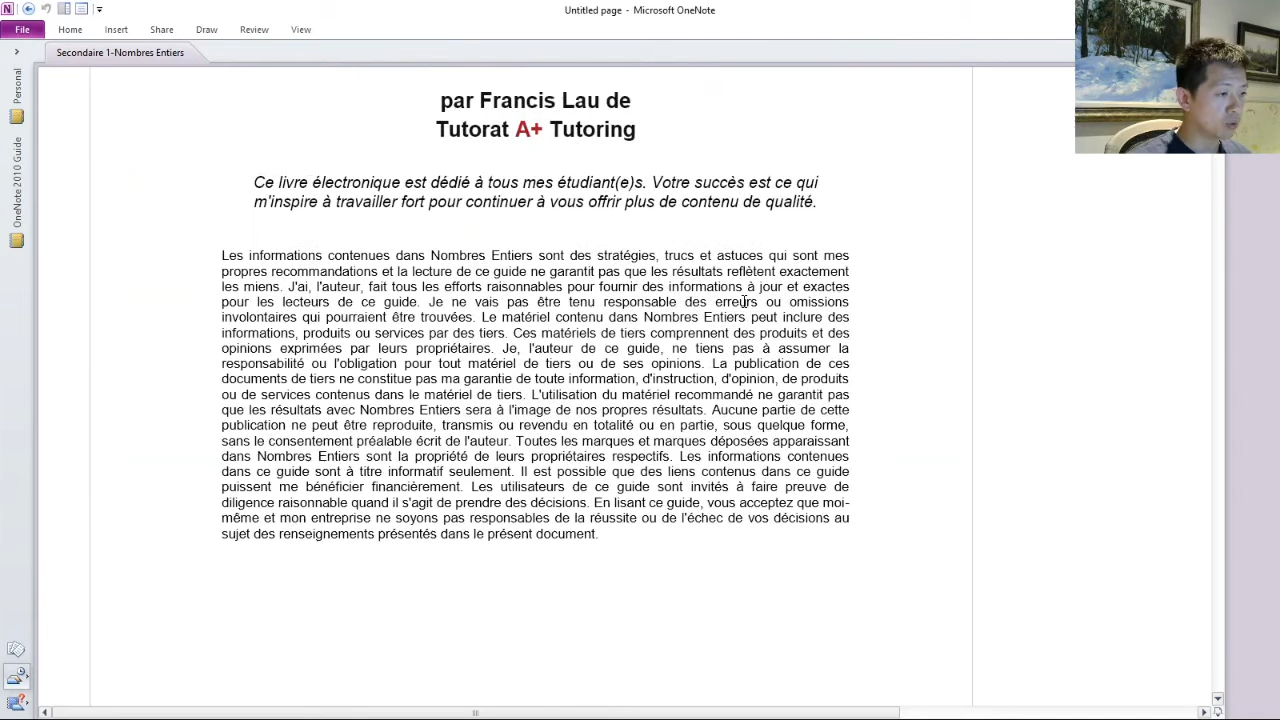 Untitled page - Microsoft OneNote
File Home Insert Share Draw Review View
Secondaire 1-Nombres Entiers
Personal
OneNote 2010 Guide
par Francis Lau de
Tutorat A+ Tutoring
Ce livre électronique est dédié à tous mes étudiant(e)s. Votre succès est ce qui
m'inspire à travailler fort pour continuer à vous offrir plus de contenu de qualité.
Les informations contenues dans Nombres Entiers sont des stratégies, trucs et astuces qui sont mes
propres recommandations et la lecture de ce guide ne garantit pas que les résultats reflètent exactement
les miens. J'ai, l'auteur, fait tous les efforts raisonnables pour fournir des informations à jour et exactes
pour les lecteurs de ce guide. Je ne vais pas être tenu responsable des erreurs ou omissions
involontaires qui pourraient être trouvées. Le matériel contenu dans Nombres Entiers peut inclure des
informations, produits ou services par des tiers. Ces matériels de tiers comprennent des produits et des
opinions exprimées par leurs propriétaires. Je, l'auteur de ce guide, ne tiens pas à assumer la
responsabilité ou l'obligation pour tout matériel de tiers ou de ses opinions. La publication de ces
documents de tiers ne constitue pas ma garantie de toute information, d'instruction, d'opinion, de produits
ou de services contenus dans le matériel de tiers. L'utilisation du matériel recommandé ne garantit pas
que les résultats avec Nombres Entiers sera à l'image de nos propres résultats. Aucune partie de cette
publication ne peut être reproduite, transmis ou revendu en totalité ou en partie, sous quelque forme,
sans le consentement préalable écrit de l'auteur. Toutes les marques et marques déposées apparaissant
dans Nombres Entiers sont la propriété de leurs propriétaires respectifs. Les informations contenues
dans ce guide sont à titre informatif seulement. Il est possible que des liens contenus dans ce guide
puissent me bénéficier financièrement. Les utilisateurs de ce guide sont invités à faire preuve de
diligence raisonnable quand il s'agit de prendre des décisions. En lisant ce guide, vous acceptez que moi-
même et mon entreprise ne soyons pas responsables de la réussite ou de l'échec de vos décisions au
sujet des renseignements présentés dans le présent document.